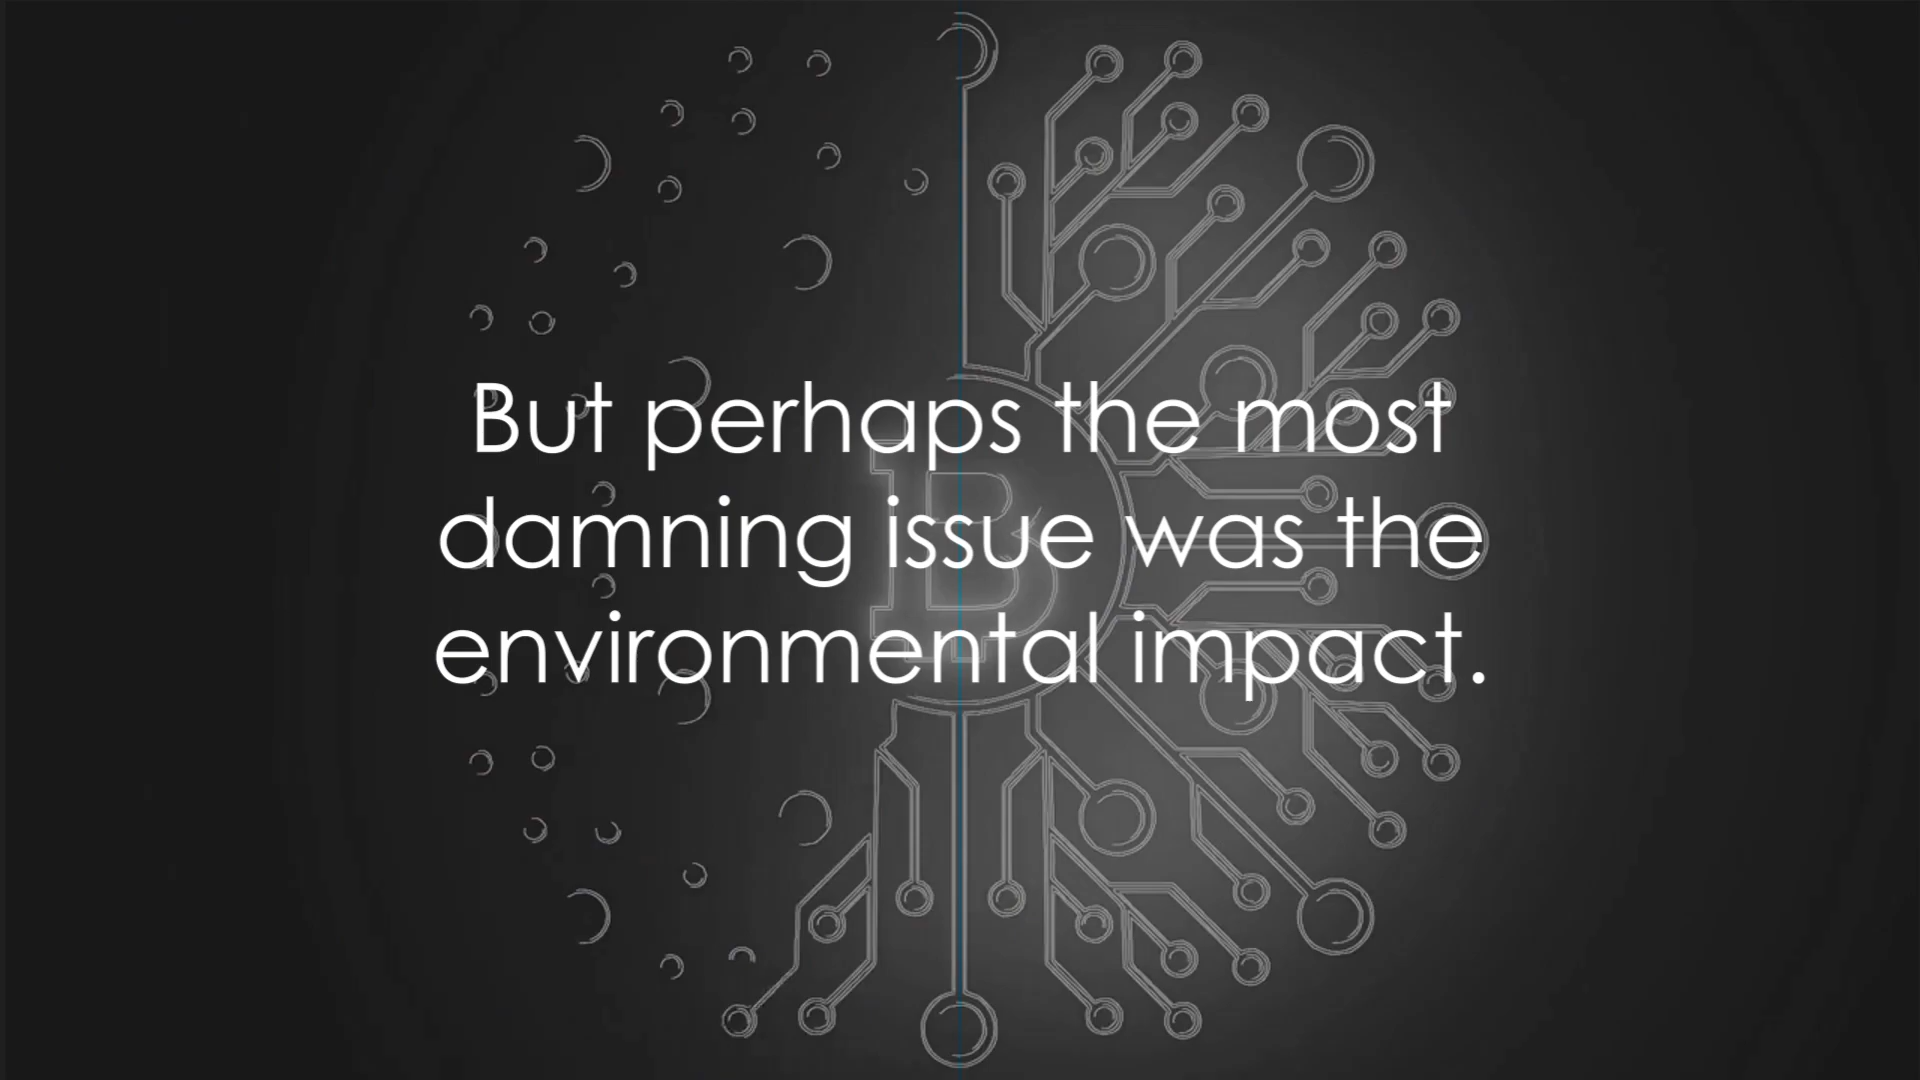 But perhaps the most
damning issue was the
environmental impact.